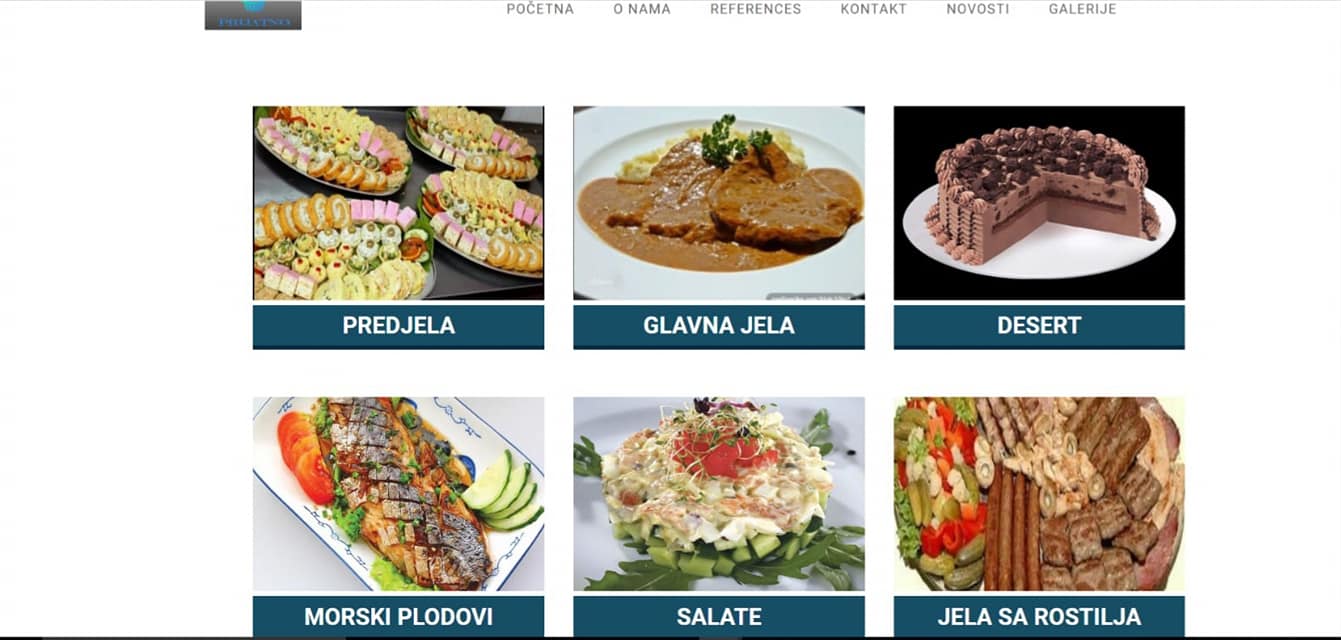 PRIJATNO
POČETNA O NAMA REFERENCES KONTAKT NOVOSTI GALERIJE
PREDJELA GLAVNA JELA DESERT
MORSKI PLODOVI SALATE JELA SA ROSTILJA